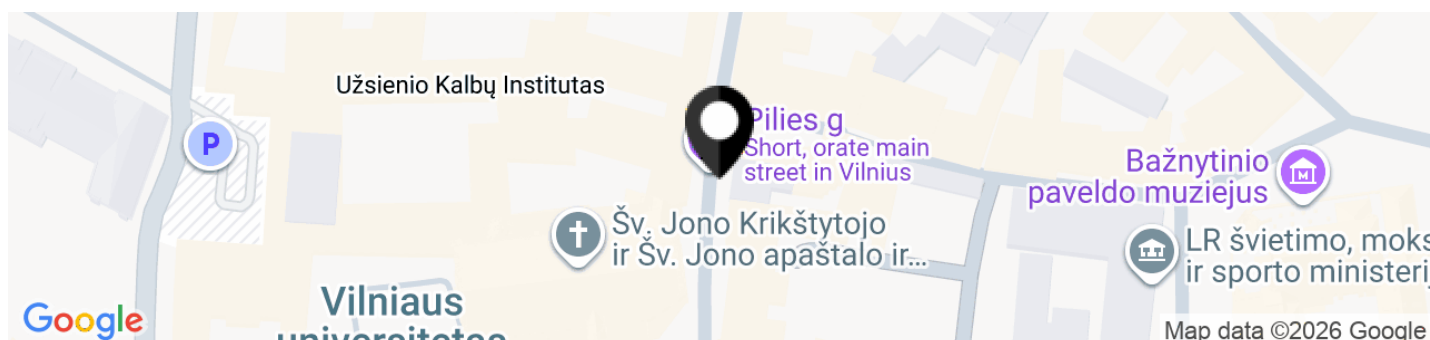 Užsienio Kalbų Institutas
P
Pilies g
Short, orate main
street in Vilnius
Bažnytinio
paveldo muziejus
M
Šv. Jono Krikštytojo
ir Šv. Jono apaštalo ir...
LR švietimo, moks
ir sporto ministerij
Vilniaus
universitetas
Google
Map data ©2026 Google